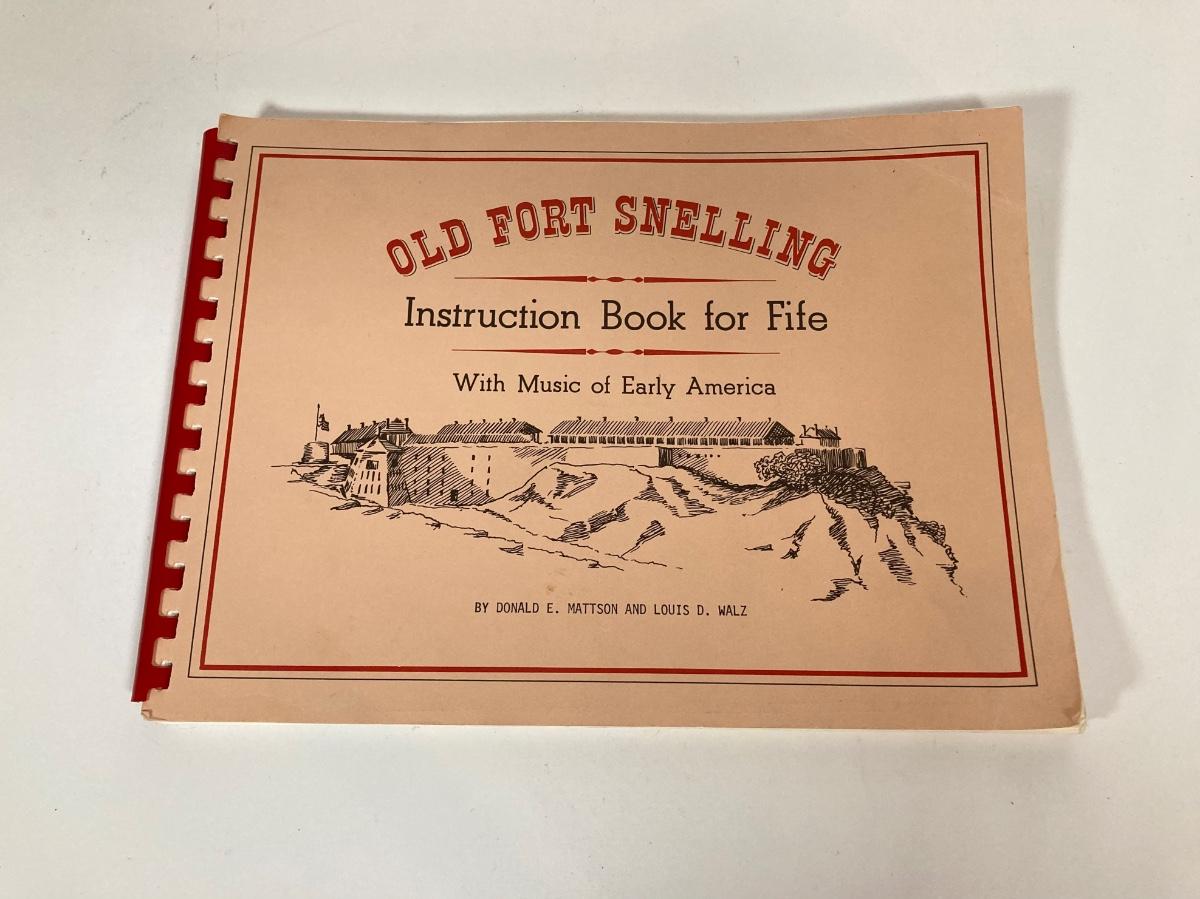 OLD FORT SNELLING
Instruction Book for Fife
With Music of Early America
BY DONALD E. MATTSON AND LOUIS D. WALZ